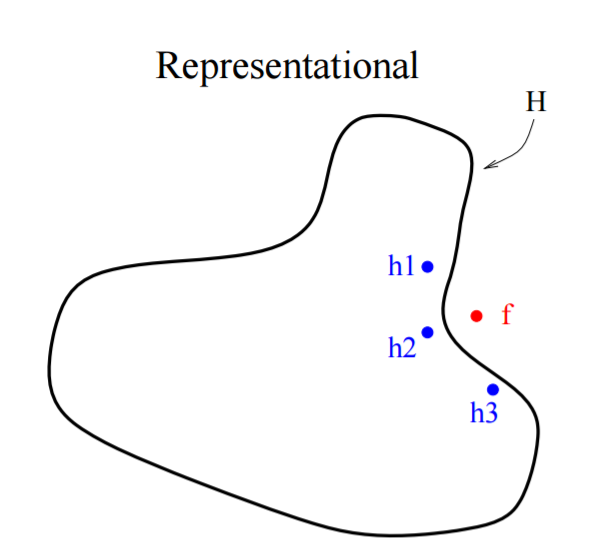 Representational
H
h1
f
h2
h3